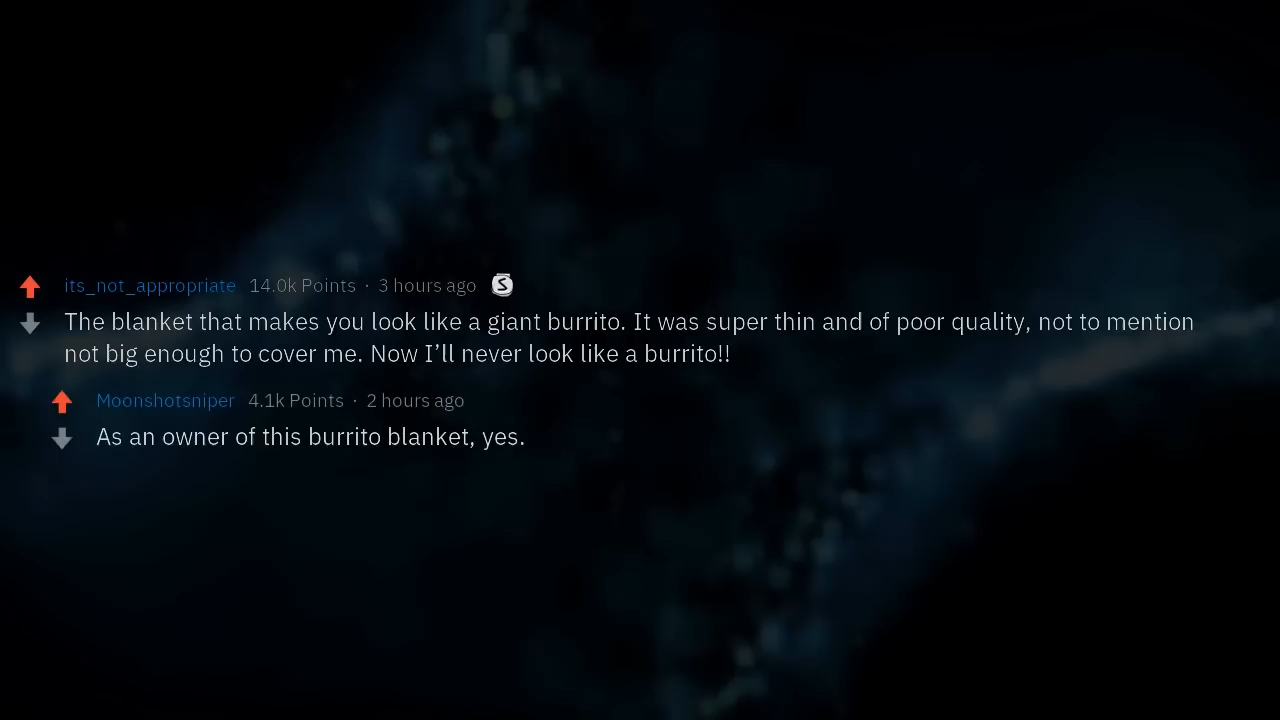 its_not_appropriate 14.0k Points · 3 hours ago S
The blanket that makes you look like a giant burrito. It was super thin and of poor quality, not to mention
not big enough to cover me. Now I’ll never look like a burrito!!
Moonshotsniper 4.1k Points · 2 hours ago
As an owner of this burrito blanket, yes.